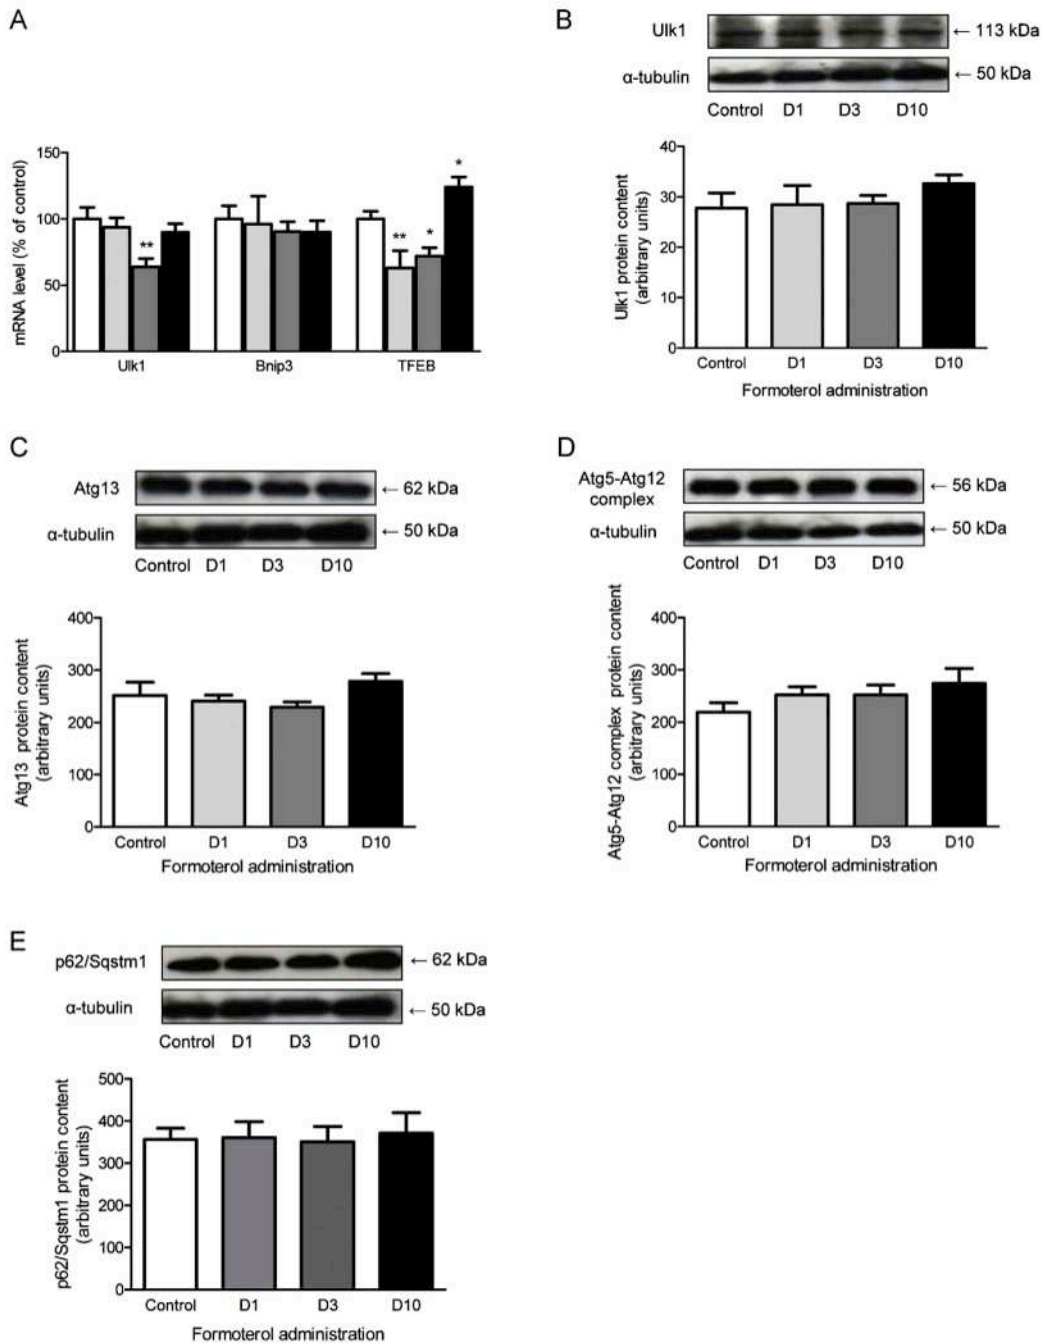 A
mRNA level (% of control)
150
100
50
0
**
**
*
*
Ulk1 Bnip3 TFEB
B
Ulk1 ← 113 kDa
α-tubulin ← 50 kDa
Control D1 D3 D10
Ulk1 protein content
(arbitrary units)
40
30
20
10
0
Control D1 D3 D10
Formoterol administration
C
Atg13 ← 62 kDa
α-tubulin ← 50 kDa
Control D1 D3 D10
Atg13 protein content
(arbitrary units)
400
300
200
100
0
Control D1 D3 D10
Formoterol administration
D
Atg5-Atg12
complex ← 56 kDa
α-tubulin ← 50 kDa
Control D1 D3 D10
Atg5-Atg12 complex protein content
(arbitrary units)
400
300
200
100
0
Control D1 D3 D10
Formoterol administration
E
p62/Sqstm1 ← 62 kDa
α-tubulin ← 50 kDa
Control D1 D3 D10
p62/Sqstm1 protein content
(arbitrary units)
500
400
300
200
100
0
Control D1 D3 D10
Formoterol administration